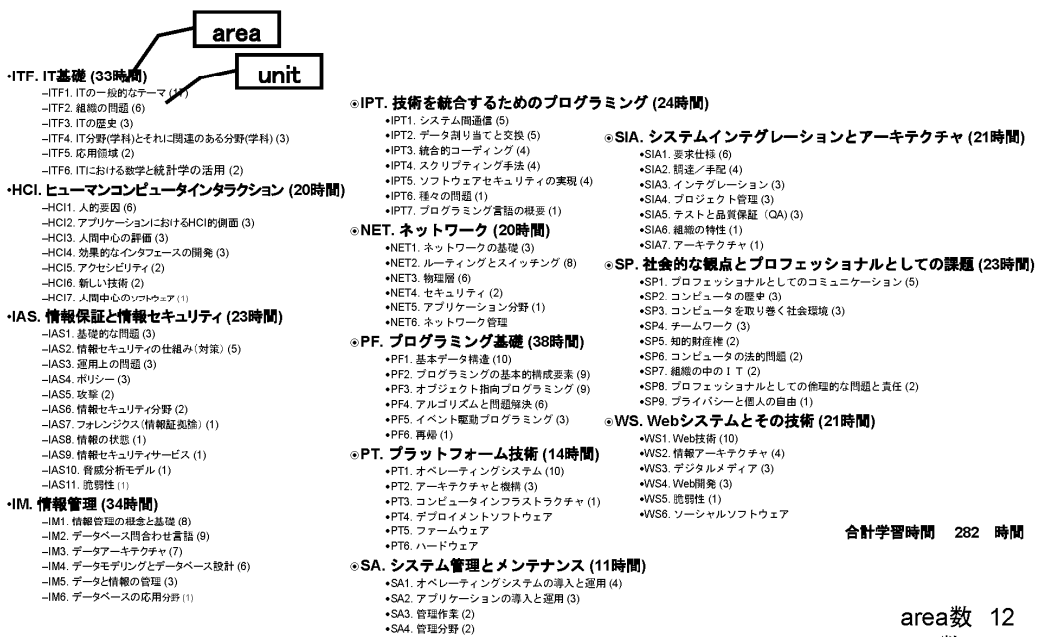 area
unit
•ITF. IT基礎 (33時間)
–ITF1. ITの一般的なテーマ (17)
–ITF2. 組織の問題 (6)
–ITF3. ITの歴史 (3)
–ITF4. IT分野(学科)とそれに関連のある分野(学科) (3)
–ITF5. 応用領域 (2)
–ITF6. ITにおける数学と統計学の活用 (2)
•HCI. ヒューマンコンピュータインタラクション (20時間)
–HCI1. 人的要因 (6)
–HCI2. アプリケーションにおけるHCI的側面 (3)
–HCI3. 人間中心の評価 (3)
–HCI4. 効果的なインタフェースの開発 (3)
–HCI5. アクセシビリティ (2)
–HCI6. 新しい技術 (2)
–HCI7. 人間中心のソフトウェア (1)
•IAS. 情報保証と情報セキュリティ (23時間)
–IAS1. 基礎的な問題 (3)
–IAS2. 情報セキュリティの仕組み（対策） (5)
–IAS3. 運用上の問題 (3)
–IAS4. ポリシー (3)
–IAS5. 攻撃 (2)
–IAS6. 情報セキュリティ分野 (2)
–IAS7. フォレンジクス（情報証拠論） (1)
–IAS8. 情報の状態 (1)
–IAS9. 情報セキュリティサービス (1)
–IAS10. 脅威分析モデル (1)
–IAS11. 脆弱性 (1)
•IM. 情報管理 (34時間)
–IM1. 情報管理の概念と基礎 (8)
–IM2. データベース問合わせ言語 (9)
–IM3. データアーキテクチャ (7)
–IM4. データモデリングとデータベース設計 (6)
–IM5. データと情報の管理 (3)
–IM6. データベースの応用分野 (1)
◉IPT. 技術を統合するためのプログラミング (24時間)
•IPT1. システム間通信 (5)
•IPT2. データ割り当てと交換 (5)
•IPT3. 統合的コーディング (4)
•IPT4. スクリプティング手法 (4)
•IPT5. ソフトウェアセキュリティの実現 (4)
•IPT6. 種々の問題 (1)
•IPT7. プログラミング言語の概要 (1)
◉NET. ネットワーク (20時間)
•NET1. ネットワークの基礎 (3)
•NET2. ルーティングとスイッチング (8)
•NET3. 物理層 (6)
•NET4. セキュリティ (2)
•NET5. アプリケーション分野 (1)
•NET6. ネットワーク管理
◉PF. プログラミング基礎 (38時間)
•PF1. 基本データ構造 (10)
•PF2. プログラミングの基本的構成要素 (9)
•PF3. オブジェクト指向プログラミング (9)
•PF4. アルゴリズムと問題解決 (6)
•PF5. イベント駆動プログラミング (3)
•PF6. 再帰 (1)
◉PT. プラットフォーム技術 (14時間)
•PT1. オペレーティングシステム (10)
•PT2. アーキテクチャと機構 (3)
•PT3. コンピュータインフラストラクチャ (1)
•PT4. デプロイメントソフトウェア
•PT5. ファームウェア
•PT6. ハードウェア
◉SA. システム管理とメンテナンス (11時間)
•SA1. オペレーティングシステムの導入と運用 (4)
•SA2. アプリケーションの導入と運用 (3)
•SA3. 管理作業 (2)
•SA4. 管理分野 (2)
◉SIA. システムインテグレーションとアーキテクチャ (21時間)
•SIA1. 要求仕様 (6)
•SIA2. 調達／手配 (4)
•SIA3. インテグレーション (3)
•SIA4. プロジェクト管理 (3)
•SIA5. テストと品質保証（QA) (3)
•SIA6. 組織の特性 (1)
•SIA7. アーキテクチャ (1)
◉SP. 社会的な観点とプロフェッショナルとしての課題 (23時間)
•SP1. プロフェッショナルとしてのコミュニケーション (5)
•SP2. コンピュータの歴史 (3)
•SP3. コンピュータを取り巻く社会環境 (3)
•SP4. チームワーク (3)
•SP5. 知的財産権 (2)
•SP6. コンピュータの法的問題 (2)
•SP7. 組織の中のＩＴ (2)
•SP8. プロフェッショナルとしての倫理的な問題と責任 (2)
•SP9. プライバシーと個人の自由 (1)
◉WS. Webシステムとその技術 (21時間)
•WS1. Web技術 (10)
•WS2. 情報アーキテクチャ (4)
•WS3. デジタルメディア (3)
•WS4. Web開発 (3)
•WS5. 脆弱性 (1)
•WS6. ソーシャルソフトウェア
合計学習時間 282 時間
area数 12